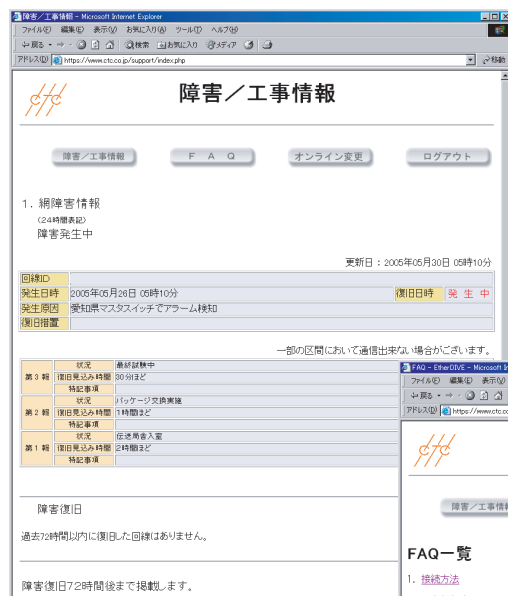 障害/工事情報 - Microsoft Internet Explorer
ファイル(F) 編集(E) 表示(V) お気に入り(A) ツール(T) ヘルプ(H)
戻る 検索 お気に入り メディア
アドレス(D) https://www.ctc.co.jp/support/index.php 移動
ctc
障害/工事情報
障害/工事情報 F A Q オンライン変更 ログアウト
1. 網障害情報
(24時間表記)
障害発生中
更新日:2005年05月30日 05時10分
回線ID
発生日時 2005年05月26日 05時10分 復旧日時 発 生 中
発生原因 愛知県マスタスイッチでアラーム検知
復旧措置
一部の区間において通信出来ない場合がございます。
第3報 状況 最終試験中
復旧見込み時間 30分ほど
特記事項
第2報 状況 パッケージ交換実施
復旧見込み時間 1時間ほど
特記事項
第1報 状況 伝送局舎入室
復旧見込み時間 2時間ほど
特記事項
障害復旧
過去72時間以内に復旧した回線はありません。
障害復旧72時間後まで掲載します。
FAQ - EtherDIVE - Microsoft In
ファイル(F) 編集(E) 表示(V)
戻る
アドレス(D) https://www.ctc.co
ctc
障害/工事情報
FAQ一覧
1. 接続方法